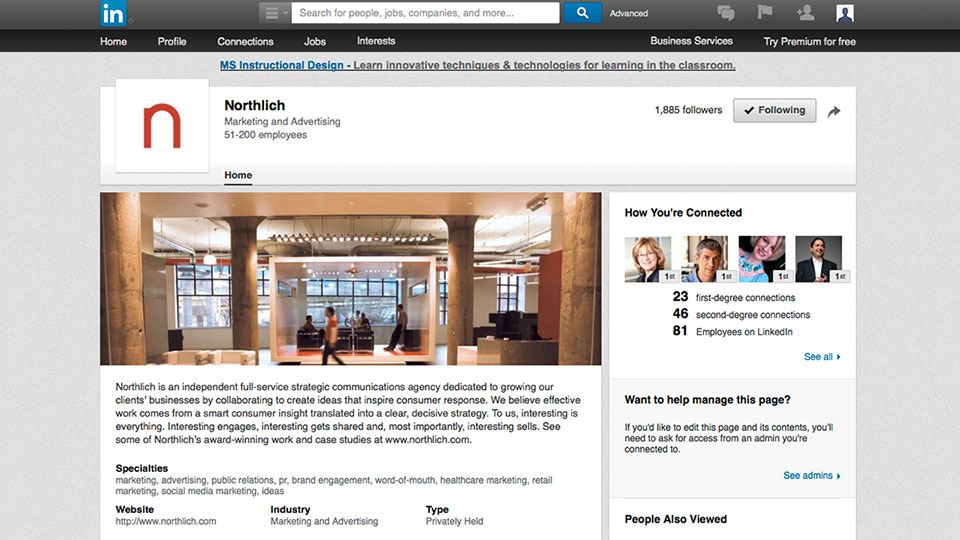 in
Search for people, jobs, companies, and more...
Advanced
Home Profile Connections Jobs Interests Business Services Try Premium for free
MS Instructional Design - Learn innovative techniques & technologies for learning in the classroom.
n
Northlich
Marketing and Advertising
51-200 employees
1,885 followers
Following
Home
Northlich is an independent full-service strategic communications agency dedicated to growing our
clients' businesses by collaborating to create ideas that inspire consumer response. We believe effective
work comes from a smart consumer insight translated into a clear, decisive strategy. To us, interesting is
everything. Interesting engages, interesting gets shared and, most importantly, interesting sells. See
some of Northlich's award-winning work and case studies at www.northlich.com.
Specialties
marketing, advertising, public relations, pr, brand engagement, word-of-mouth, healthcare marketing, retail
marketing, social media marketing, ideas
Website Industry Type
http://www.northlich.com Marketing and Advertising Privately Held
How You're Connected
1st 1st 1st 1st
23 first-degree connections
46 second-degree connections
81 Employees on LinkedIn
See all
Want to help manage this page?
If you'd like to edit this page and its contents, you'll
need to ask for access from an admin you're
connected to.
See admins
People Also Viewed